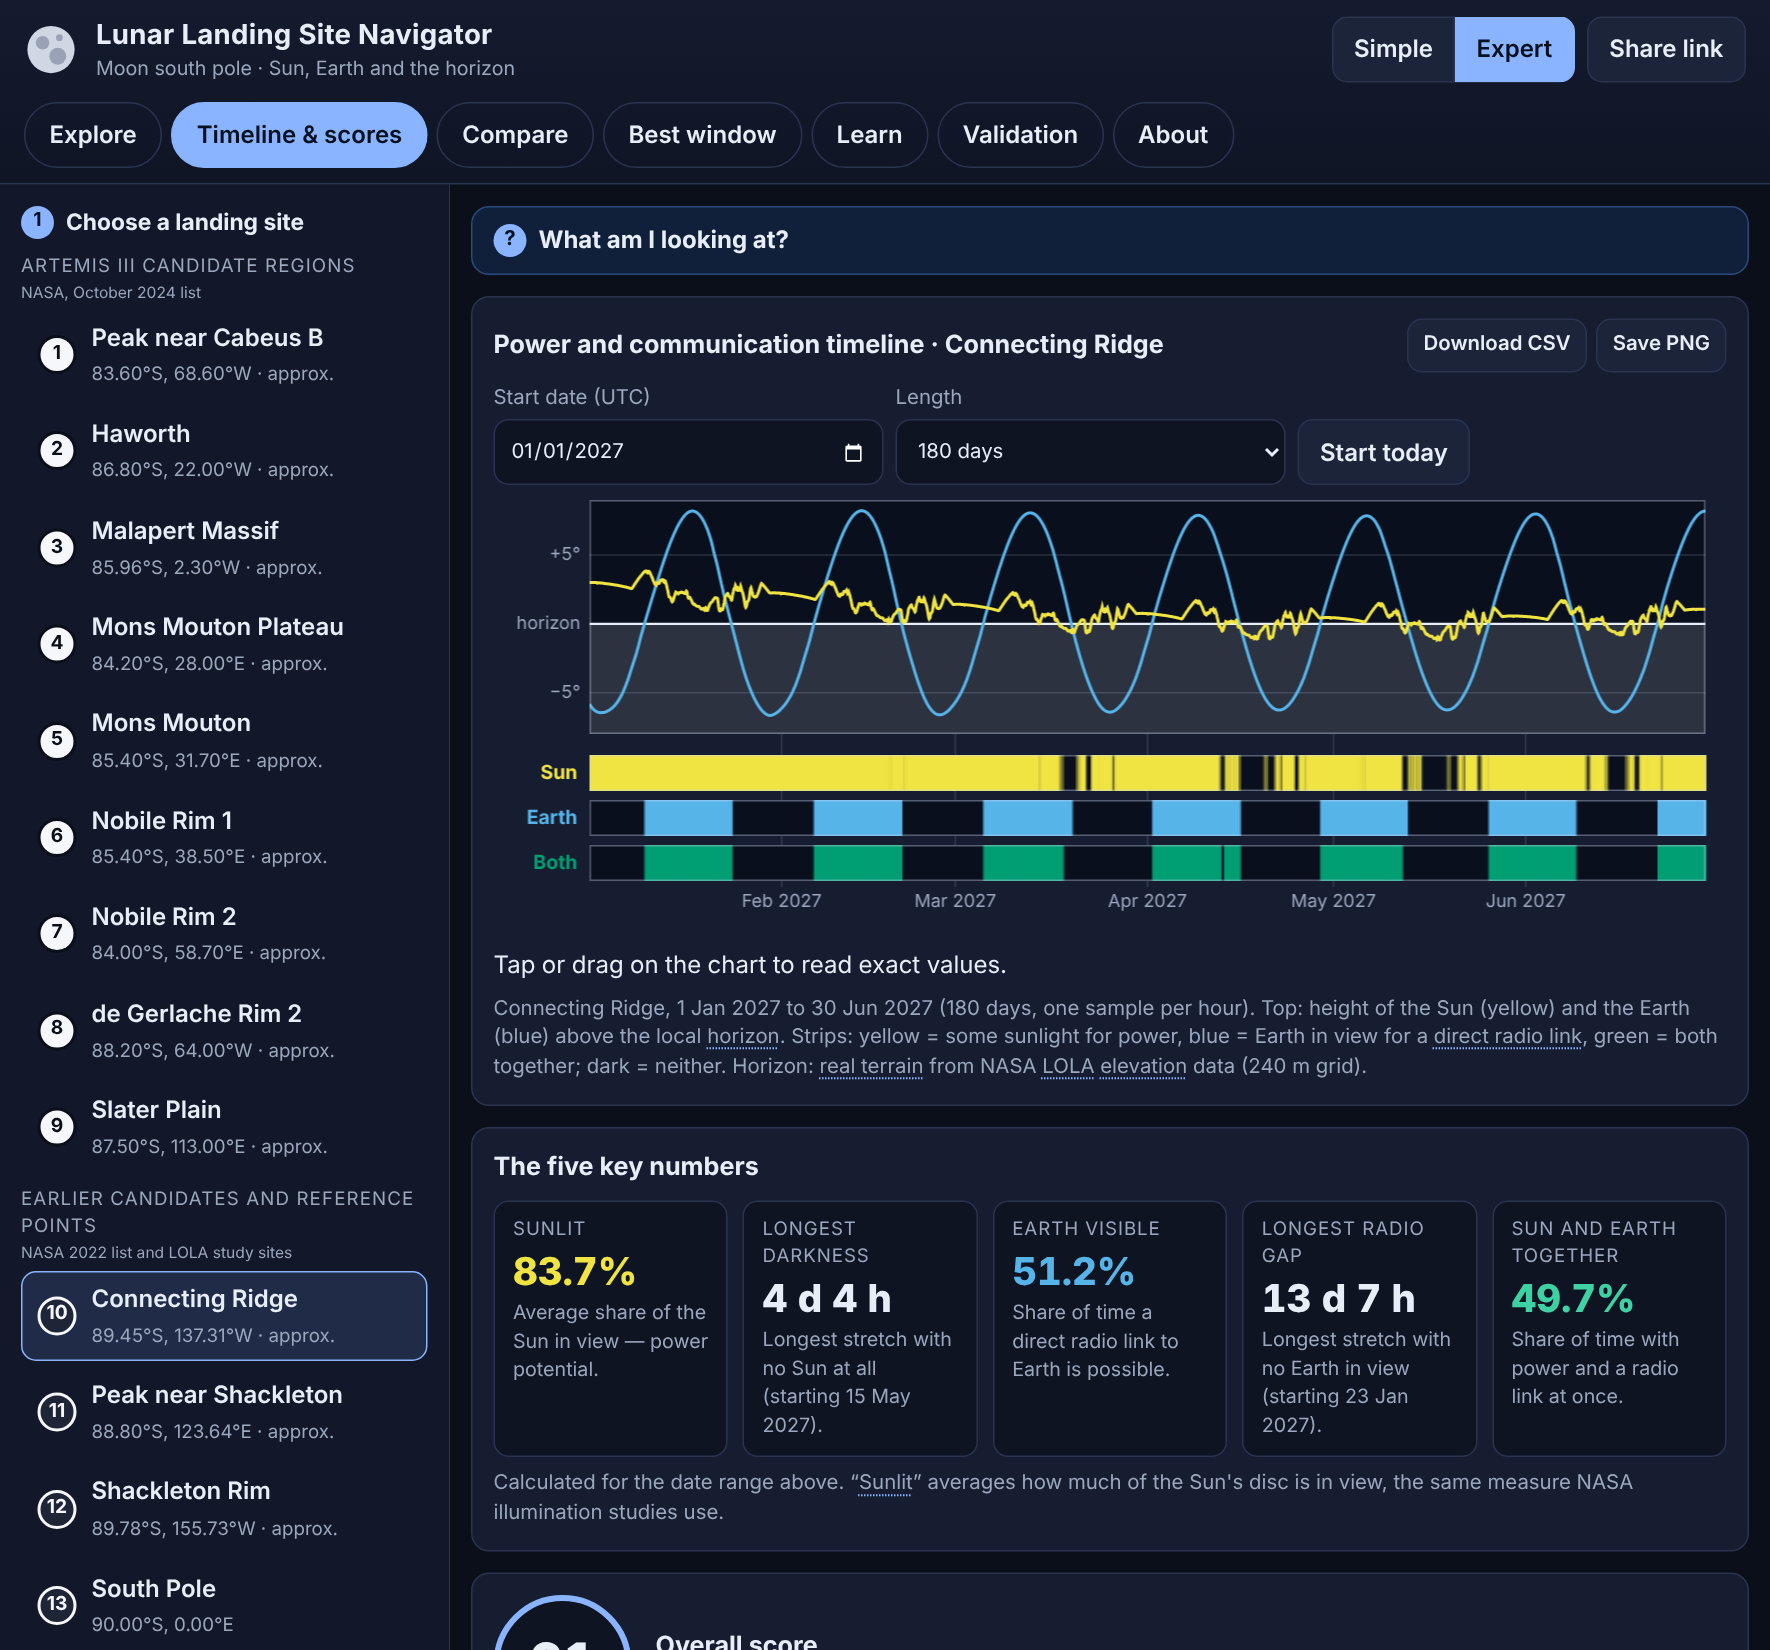 Lunar Landing Site Navigator
Moon south pole · Sun, Earth and the horizon
Simple
Expert
Share link
Explore
Timeline & scores
Compare
Best window
Learn
Validation
About
1 Choose a landing site
ARTEMIS III CANDIDATE REGIONS
NASA, October 2024 list
1 Peak near Cabeus B
83.60°S, 68.60°W · approx.
2 Haworth
86.80°S, 22.00°W · approx.
3 Malapert Massif
85.96°S, 2.30°W · approx.
4 Mons Mouton Plateau
84.20°S, 28.00°E · approx.
5 Mons Mouton
85.40°S, 31.70°E · approx.
6 Nobile Rim 1
85.40°S, 38.50°E · approx.
7 Nobile Rim 2
84.00°S, 58.70°E · approx.
8 de Gerlache Rim 2
88.20°S, 64.00°W · approx.
9 Slater Plain
87.50°S, 113.00°E · approx.
EARLIER CANDIDATES AND REFERENCE
POINTS
NASA 2022 list and LOLA study sites
10 Connecting Ridge
89.45°S, 137.31°W · approx.
11 Peak near Shackleton
88.80°S, 123.64°E · approx.
12 Shackleton Rim
89.78°S, 155.73°W · approx.
13 South Pole
90.00°S, 0.00°E
? What am I looking at?
Power and communication timeline · Connecting Ridge
Download CSV
Save PNG
Start date (UTC)
Length
01/01/2027
180 days
Start today
+5°
horizon
−5°
Sun
Earth
Both
Feb 2027
Mar 2027
Apr 2027
May 2027
Jun 2027
Tap or drag on the chart to read exact values.
Connecting Ridge, 1 Jan 2027 to 30 Jun 2027 (180 days, one sample per hour). Top: height of the Sun (yellow) and the Earth
(blue) above the local horizon. Strips: yellow = some sunlight for power, blue = Earth in view for a direct radio link, green = both
together; dark = neither. Horizon: real terrain from NASA LOLA elevation data (240 m grid).
The five key numbers
SUNLIT
83.7%
Average share of the
Sun in view — power
potential.
LONGEST
DARKNESS
4 d 4 h
Longest stretch with
no Sun at all
(starting 15 May
2027).
EARTH VISIBLE
51.2%
Share of time a
direct radio link to
Earth is possible.
LONGEST RADIO
GAP
13 d 7 h
Longest stretch with
no Earth in view
(starting 23 Jan
2027).
SUN AND EARTH
TOGETHER
49.7%
Share of time with
power and a radio
link at once.
Calculated for the date range above. “Sunlit” averages how much of the Sun's disc is in view, the same measure NASA
illumination studies use.
Overall score